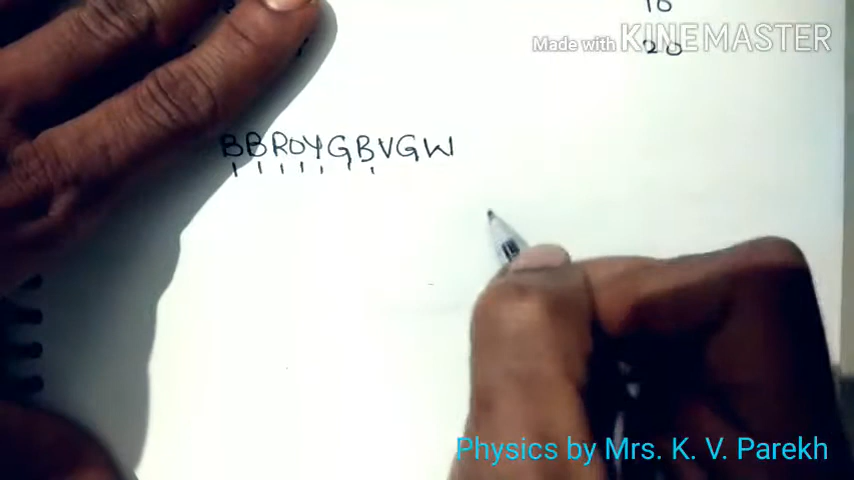 10
Made with KINEMASTER
20
BBROYGBVGW
Physics by Mrs. K. V. Parekh